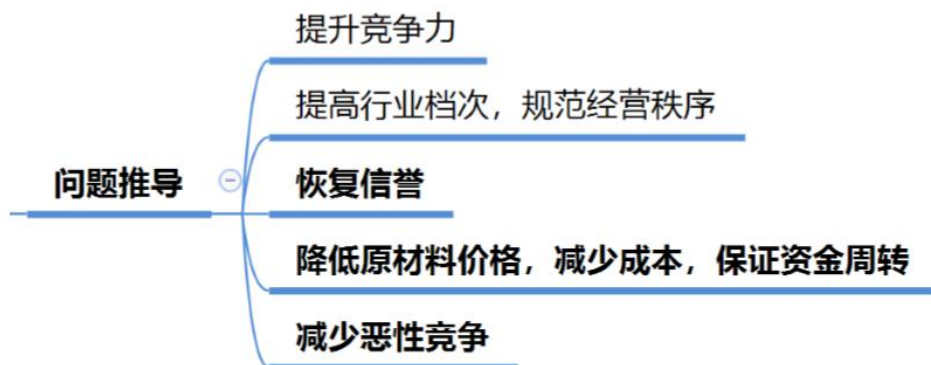 提升竞争力
提高行业档次，规范经营秩序
问题推导
恢复信誉
降低原材料价格，减少成本，保证资金周转
减少恶性竞争